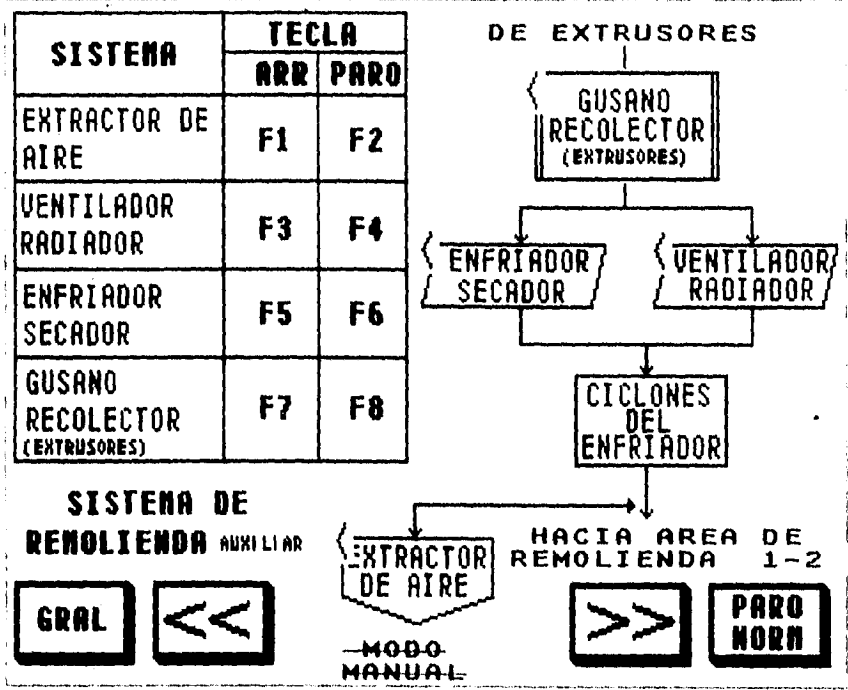 SISTEMA
TECLA
ARR PARO
EXTRACTOR DE
AIRE
F1 F2
VENTILADOR
RADIADOR
F3 F4
ENFRIADOR
SECADOR
F5 F6
GUSANO
RECOLECTOR
(EXTRUSORES)
F7 F8
DE EXTRUSORES
GUSANO
RECOLECTOR
(EXTRUSORES)
ENFRIADOR
SECADOR
VENTILADOR
RADIADOR
CICLONES
DEL
ENFRIADOR
SISTEMA DE
REMOLIENDA AUXILIAR
EXTRACTOR
DE AIRE
HACIA AREA DE
REMOLIENDA 1-2
GRAL
<<
MODO
MANUAL
>>
PARO
NORM